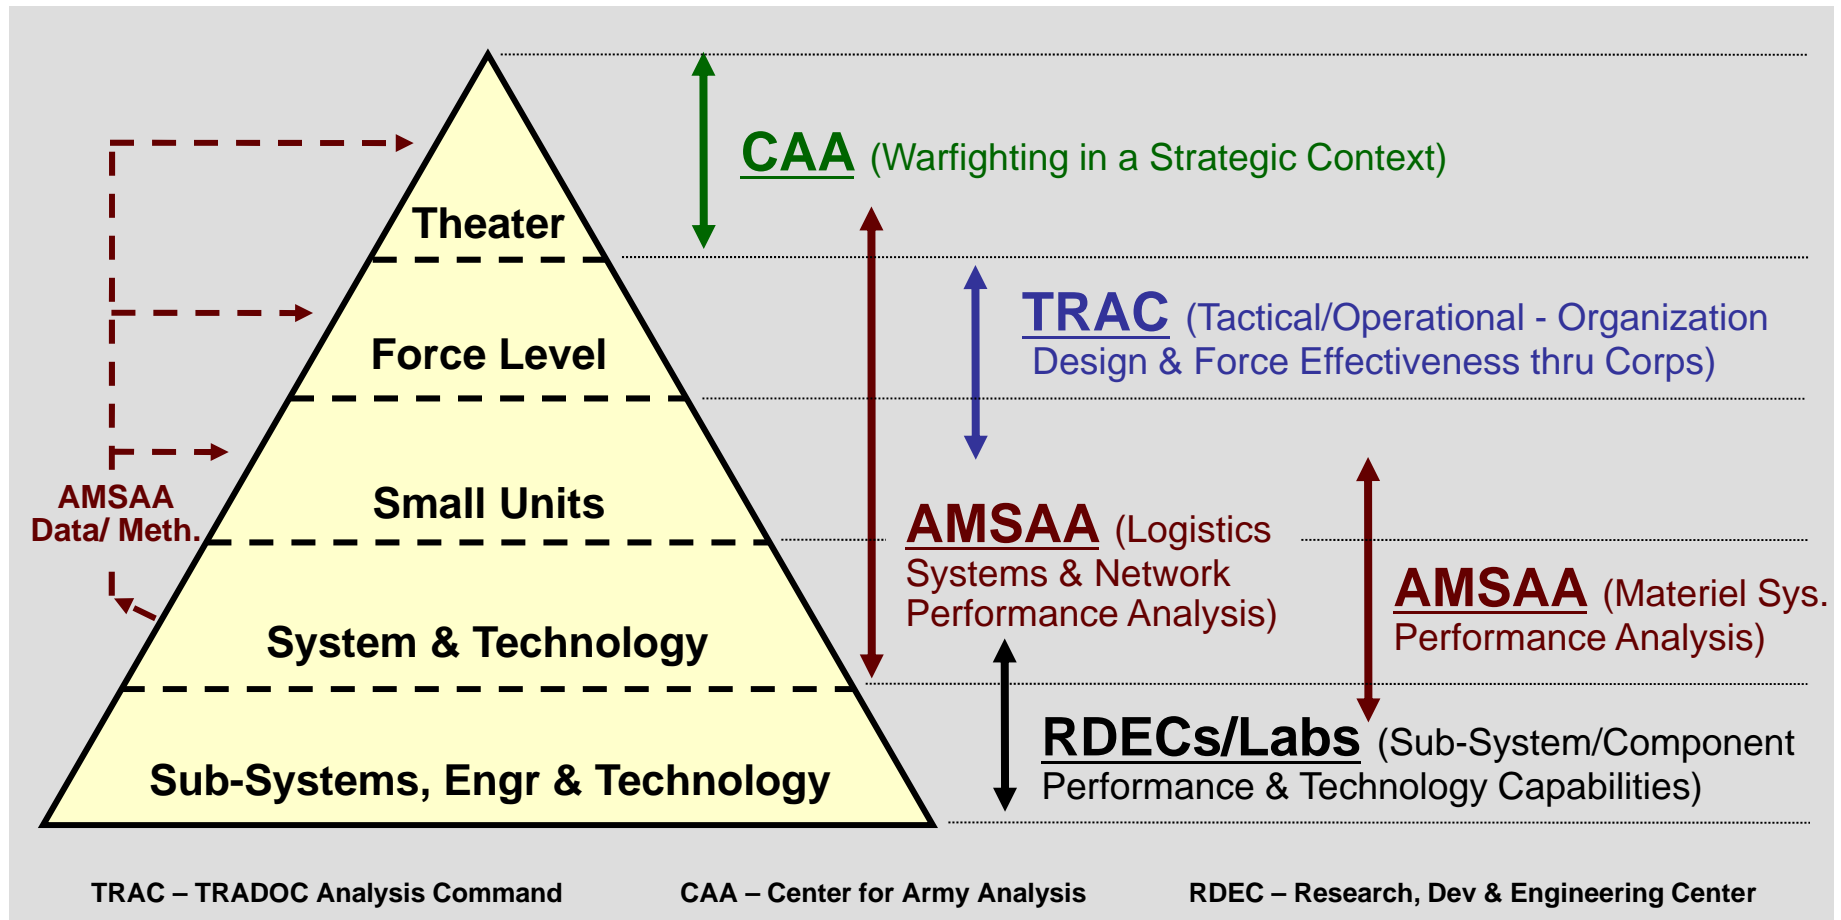 CAA (Warfighting in a Strategic Context)
Theater
TRAC (Tactical/Operational - Organization
Design & Force Effectiveness thru Corps)
Force Level
AMSAA
Data/ Meth.
Small Units
AMSAA (Logistics
Systems & Network
Performance Analysis)
AMSAA (Materiel Sys.
Performance Analysis)
System & Technology
RDECs/Labs (Sub-System/Component
Performance & Technology Capabilities)
Sub-Systems, Engr & Technology
TRAC – TRADOC Analysis Command
CAA – Center for Army Analysis
RDEC – Research, Dev & Engineering Center